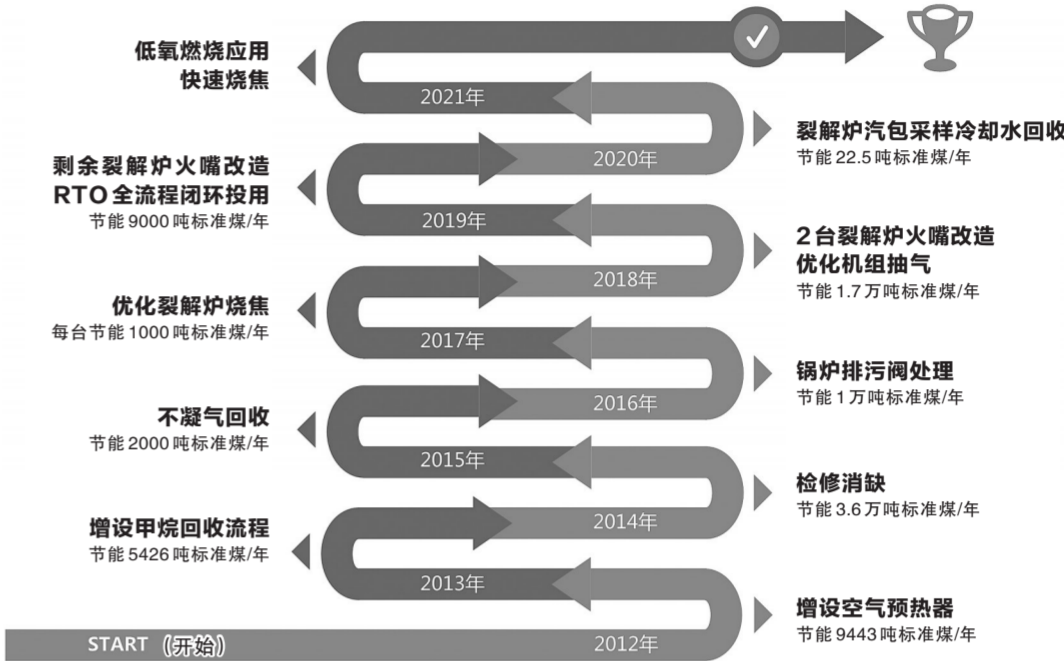 低氧燃烧应用
快速烧焦
2021年
裂解炉汽包采样冷却水回收
节能 22.5 吨标准煤/年
2020年
剩余裂解炉火嘴改造
RTO 全流程闭环投用
节能 9000 吨标准煤/年
2019年
2 台裂解炉火嘴改造
优化机组抽气
节能 1.7 万吨标准煤/年
2018年
优化裂解炉烧焦
每台节能 1000 吨标准煤/年
2017年
锅炉排污阀处理
节能 1 万吨标准煤/年
2016年
不凝气回收
节能 2000 吨标准煤/年
2015年
检修消缺
节能 3.6 万吨标准煤/年
2014年
增设甲烷回收流程
节能 5426 吨标准煤/年
2013年
增设空气预热器
节能 9443 吨标准煤/年
START (开始)
2012年